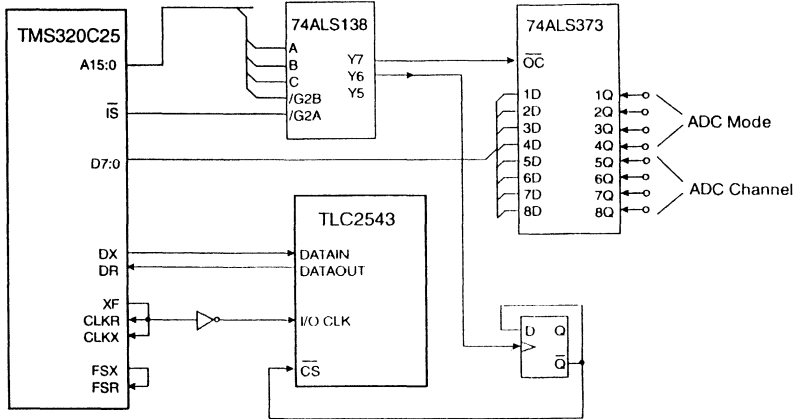 TMS320C25
A15:0
IS
D7:0
DX
DR
XF
CLKR
CLKX
FSX
FSR
74ALS138
A
B
C
/G2B
/G2A
Y7
Y6
Y5
74ALS373
OC
1D 1Q
2D 2Q
3D 3Q
4D 4Q
5D 5Q
6D 6Q
7D 7Q
8D 8Q
ADC Mode
ADC Channel
TLC2543
DATAIN
DATAOUT
I/O CLK
CS
D Q
Q